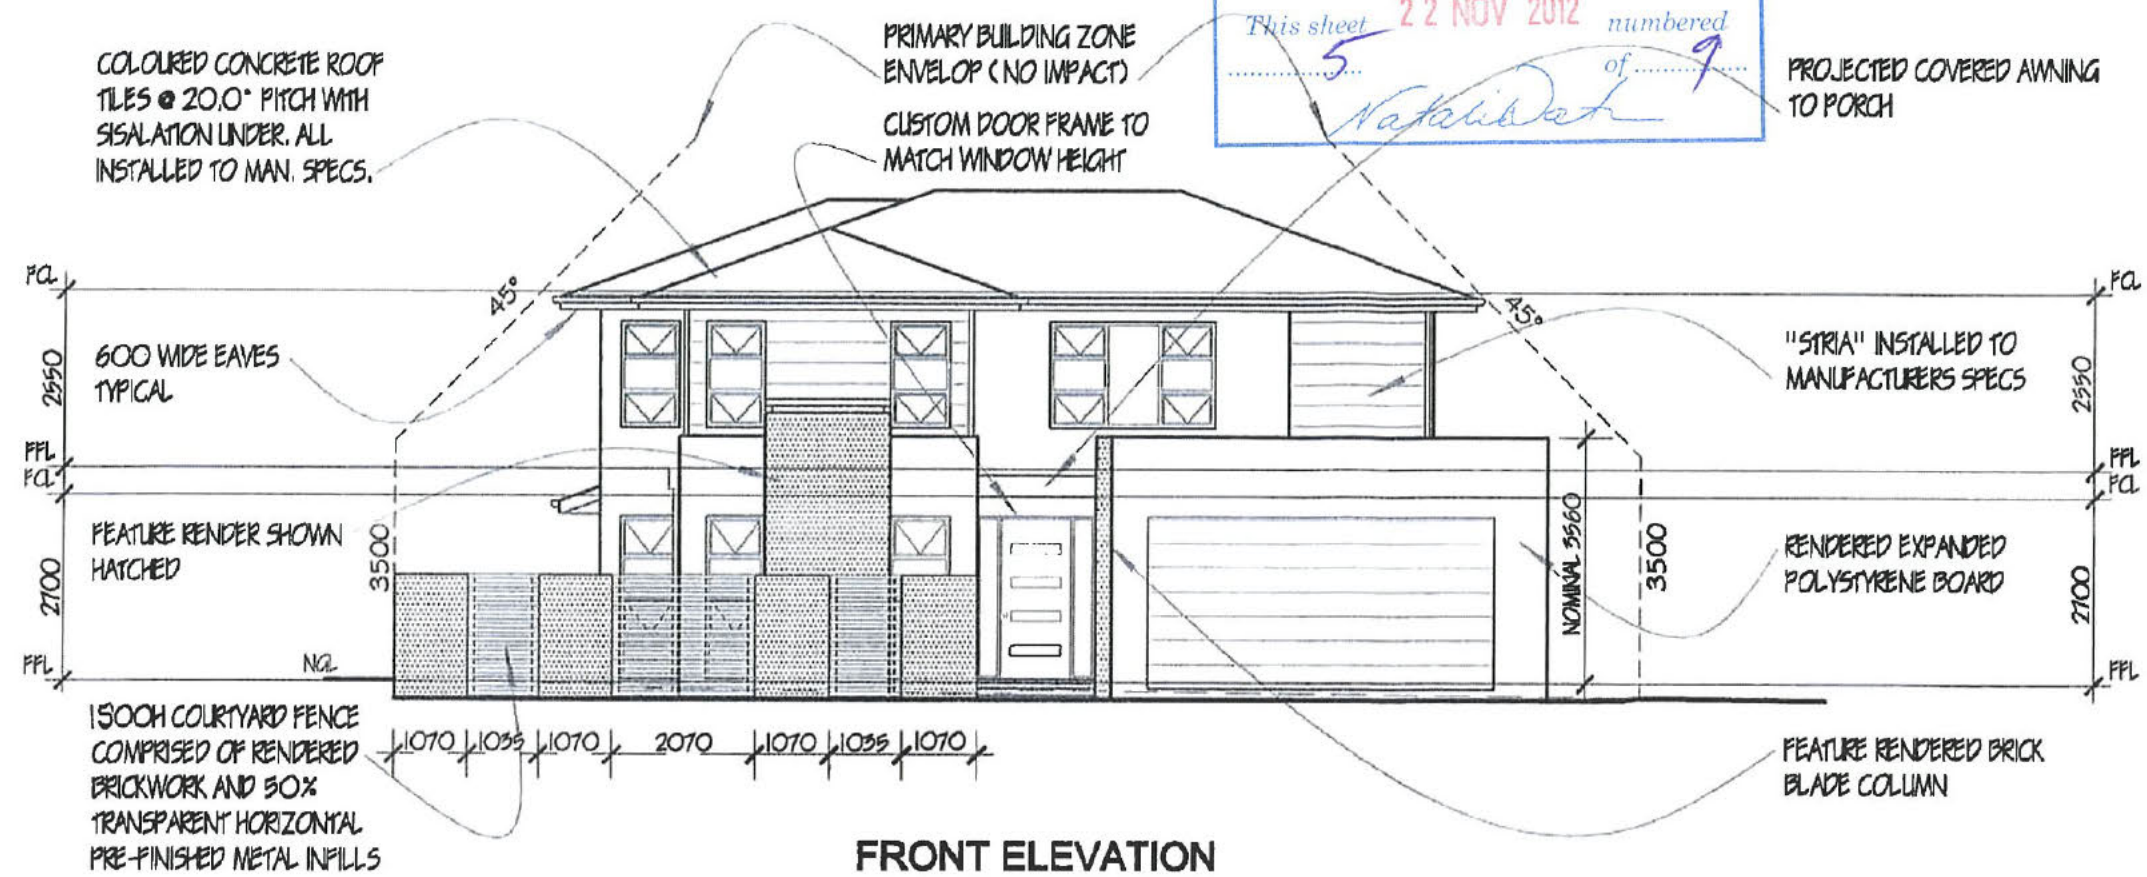 This sheet 22 NOV 2012 numbered
5 of 9
COLOURED CONCRETE ROOF
TILES @ 20.0° PITCH WITH
SISALATION UNDER. ALL
INSTALLED TO MAN. SPECS.
PRIMARY BUILDING ZONE
ENVELOP (NO IMPACT)
CUSTOM DOOR FRAME TO
MATCH WINDOW HEIGHT
PROJECTED COVERED AWNING
TO PORCH
FCL
2550
FFL
FCL
2700
FFL
NGL
45°
45°
600 WIDE EAVES
TYPICAL
FEATURE RENDER SHOWN
HATCHED
3500
1500H COURTYARD FENCE
COMPRISED OF RENDERED
BRICKWORK AND 50%
TRANSPARENT HORIZONTAL
PRE-FINISHED METAL INFILLS
1070 1035 1070 2070 1070 1035 1070
NOMINAL 3560
3500
"STRIA" INSTALLED TO
MANUFACTURERS SPECS
RENDERED EXPANDED
POLYSTYRENE BOARD
FEATURE RENDERED BRICK
BLADE COLUMN
FCL
2550
FFL
FCL
2700
FFL
FRONT ELEVATION